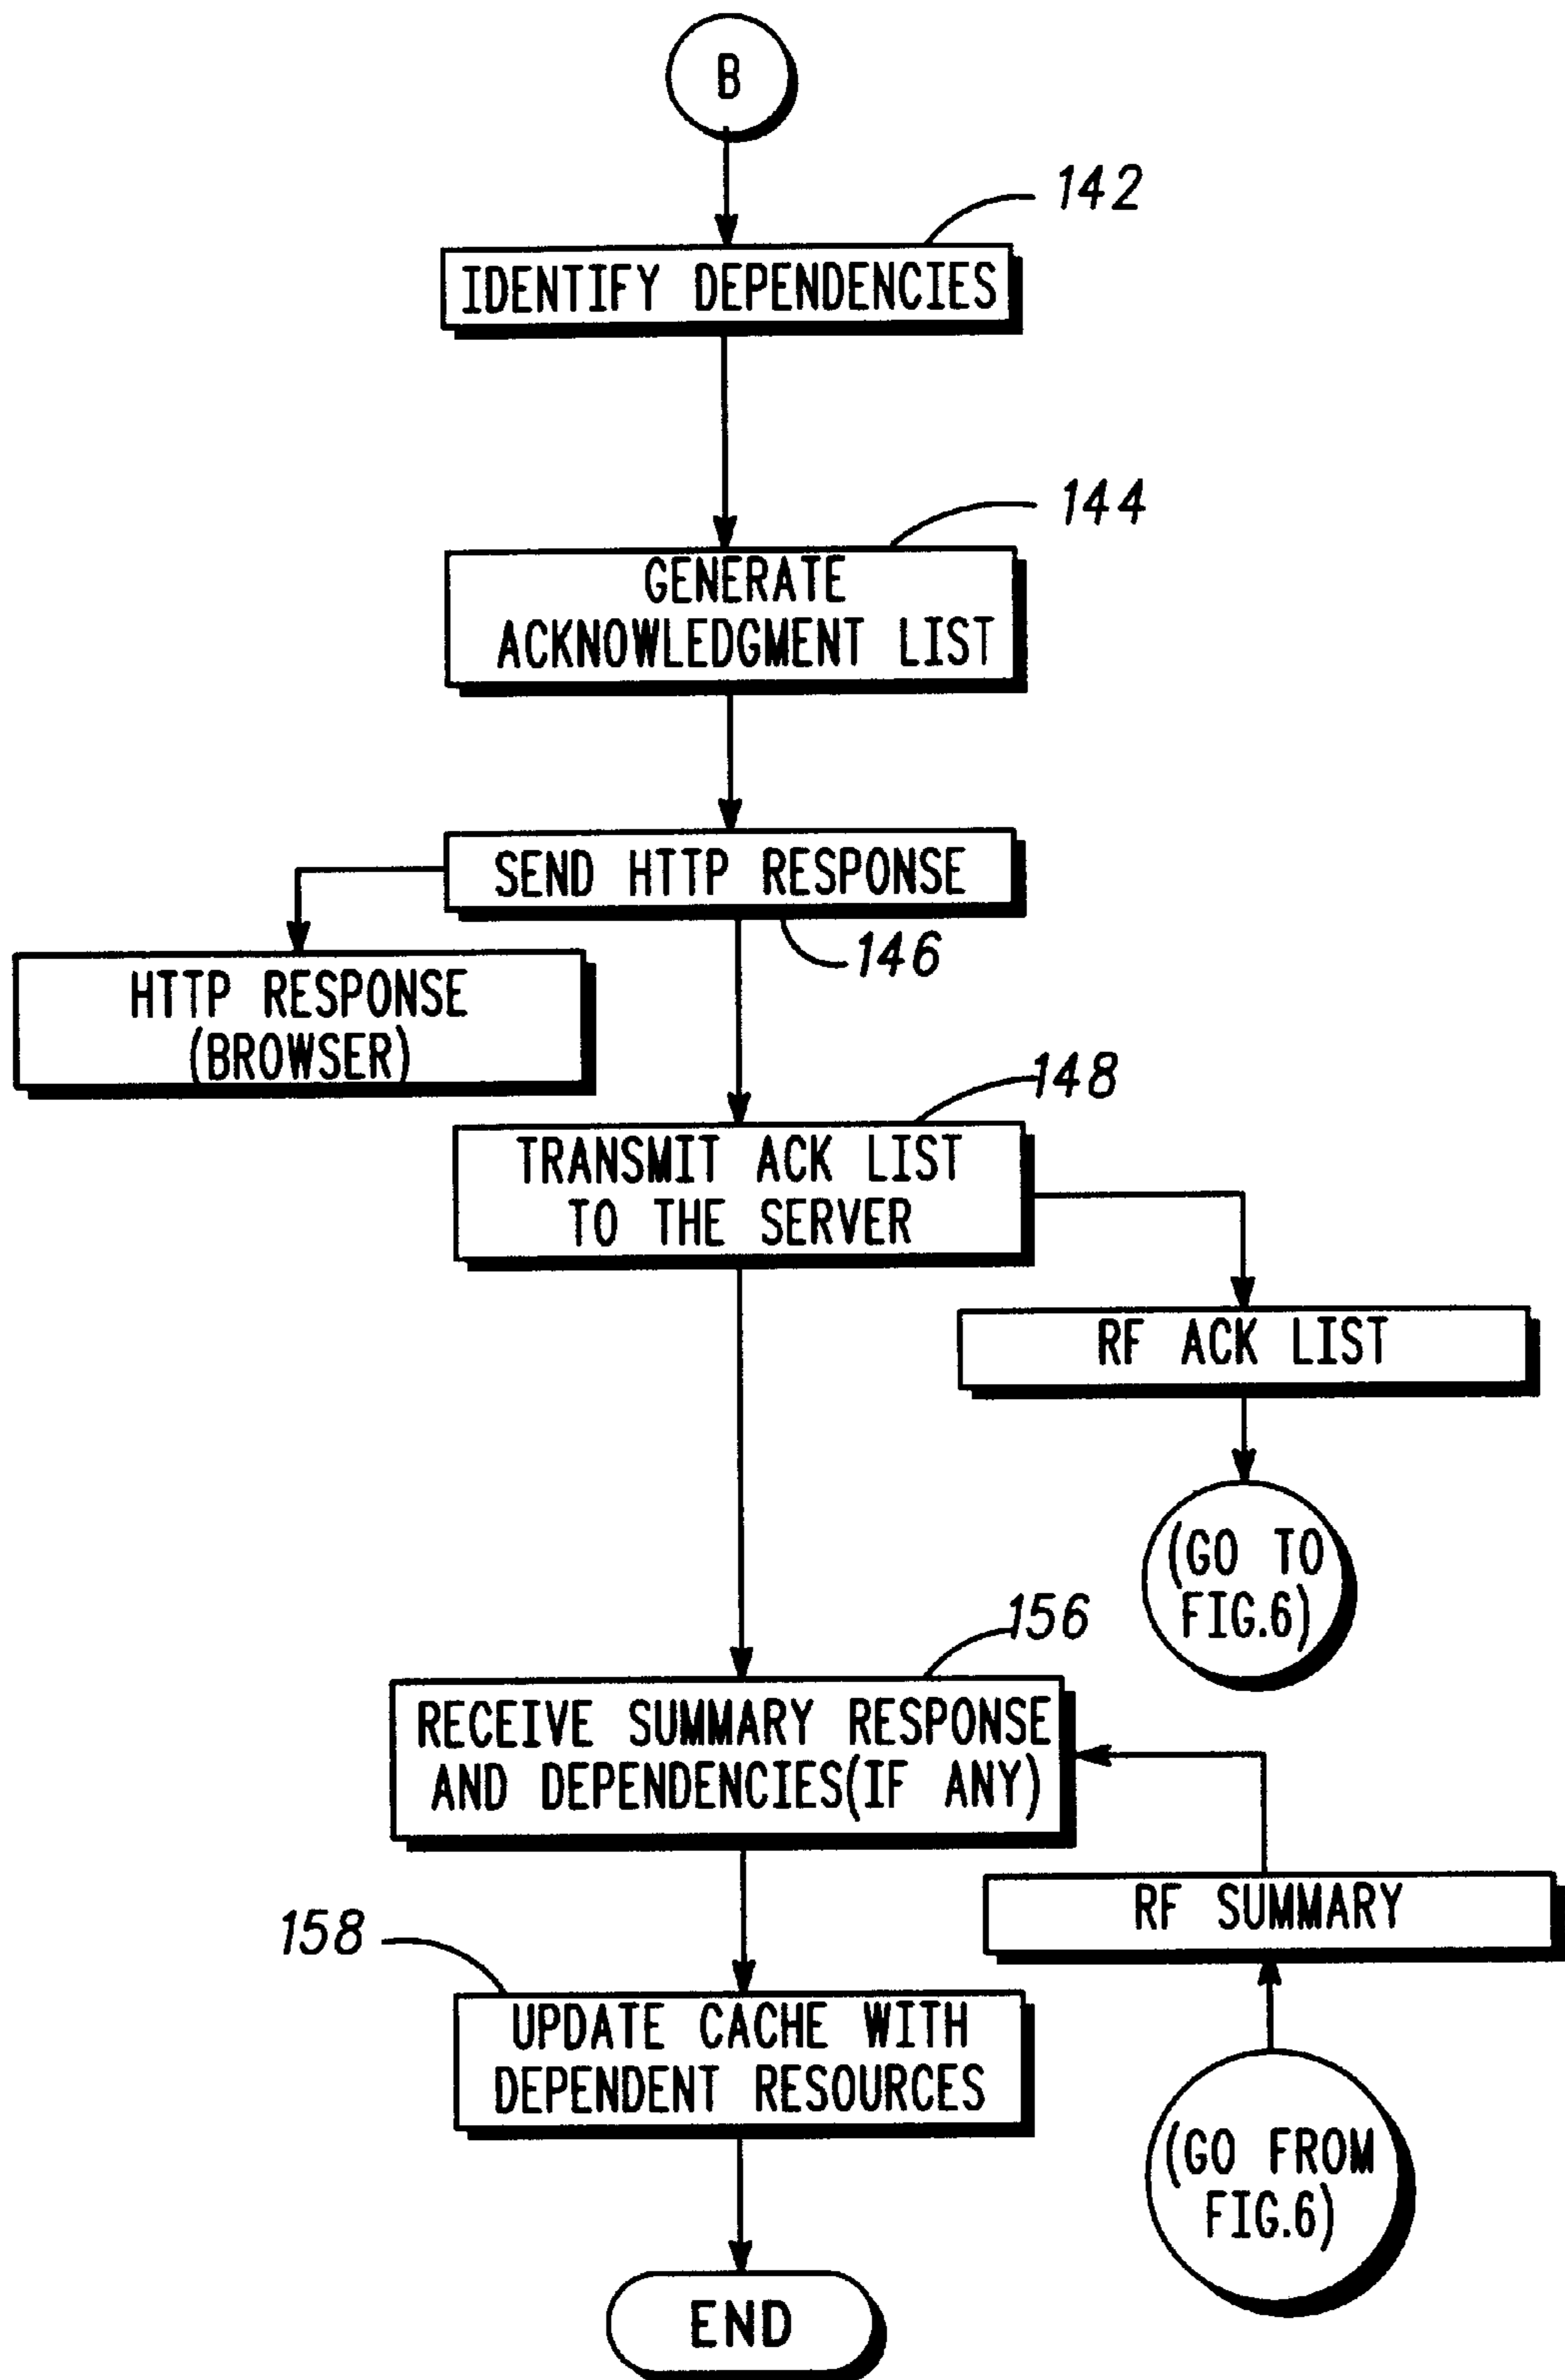 B
142
IDENTIFY DEPENDENCIES
144
GENERATE
ACKNOWLEDGMENT LIST
SEND HTTP RESPONSE
146
HTTP RESPONSE
(BROWSER)
148
TRANSMIT ACK LIST
TO THE SERVER
RF ACK LIST
(GO TO
FIG.6)
156
RECEIVE SUMMARY RESPONSE
AND DEPENDENCIES(IF ANY)
RF SUMMARY
158
UPDATE CACHE WITH
DEPENDENT RESOURCES
(GO FROM
FIG.6)
END